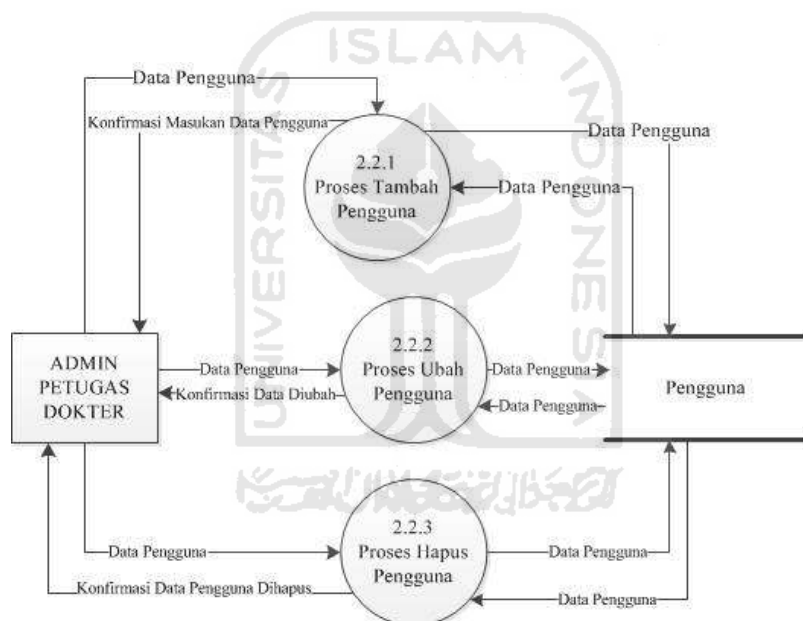 ISLAM
UNIVERSITAS
INDONESIA
Data Pengguna
Konfirmasi Masukan Data Pengguna
Data Pengguna
2.2.1
Proses Tambah
Pengguna
Data Pengguna
ADMIN
PETUGAS
DOKTER
Data Pengguna
Konfirmasi Data Diubah
2.2.2
Proses Ubah
Pengguna
Data Pengguna
Data Pengguna
Pengguna
2.2.3
Proses Hapus
Pengguna
Data Pengguna
Konfirmasi Data Pengguna Dihapus
Data Pengguna
Data Pengguna